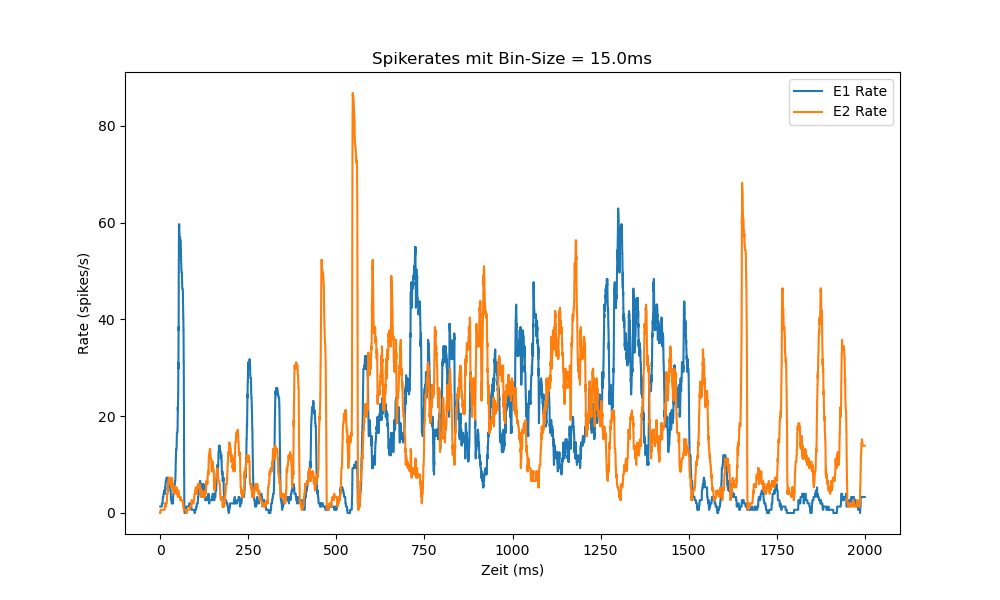 Spikerates mit Bin-Size = 15.0ms
E1 Rate
E2 Rate
Rate (spikes/s)
80
60
40
20
0
0 250 500 750 1000 1250 1500 1750 2000
Zeit (ms)